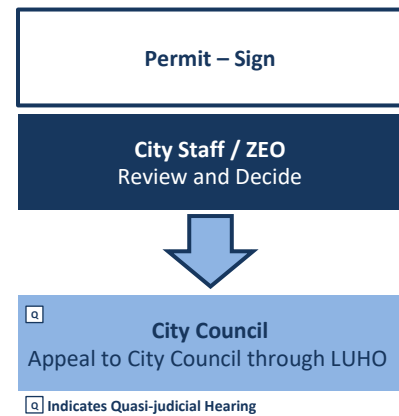 Permit – Sign
City Staff / ZEO
Review and Decide
Q
City Council
Appeal to City Council through LUHO
Q Indicates Quasi-judicial Hearing